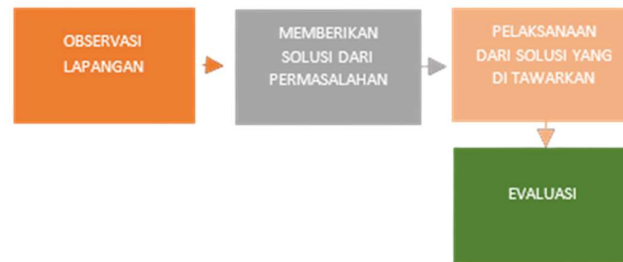 OBSERVASI
LAPANGAN
MEMBERIKAN
SOLUSI DARI
PERMASALAHAN
PELAKSANAAN
DARI SOLUSI YANG
DI TAWARKAN
EVALUASI